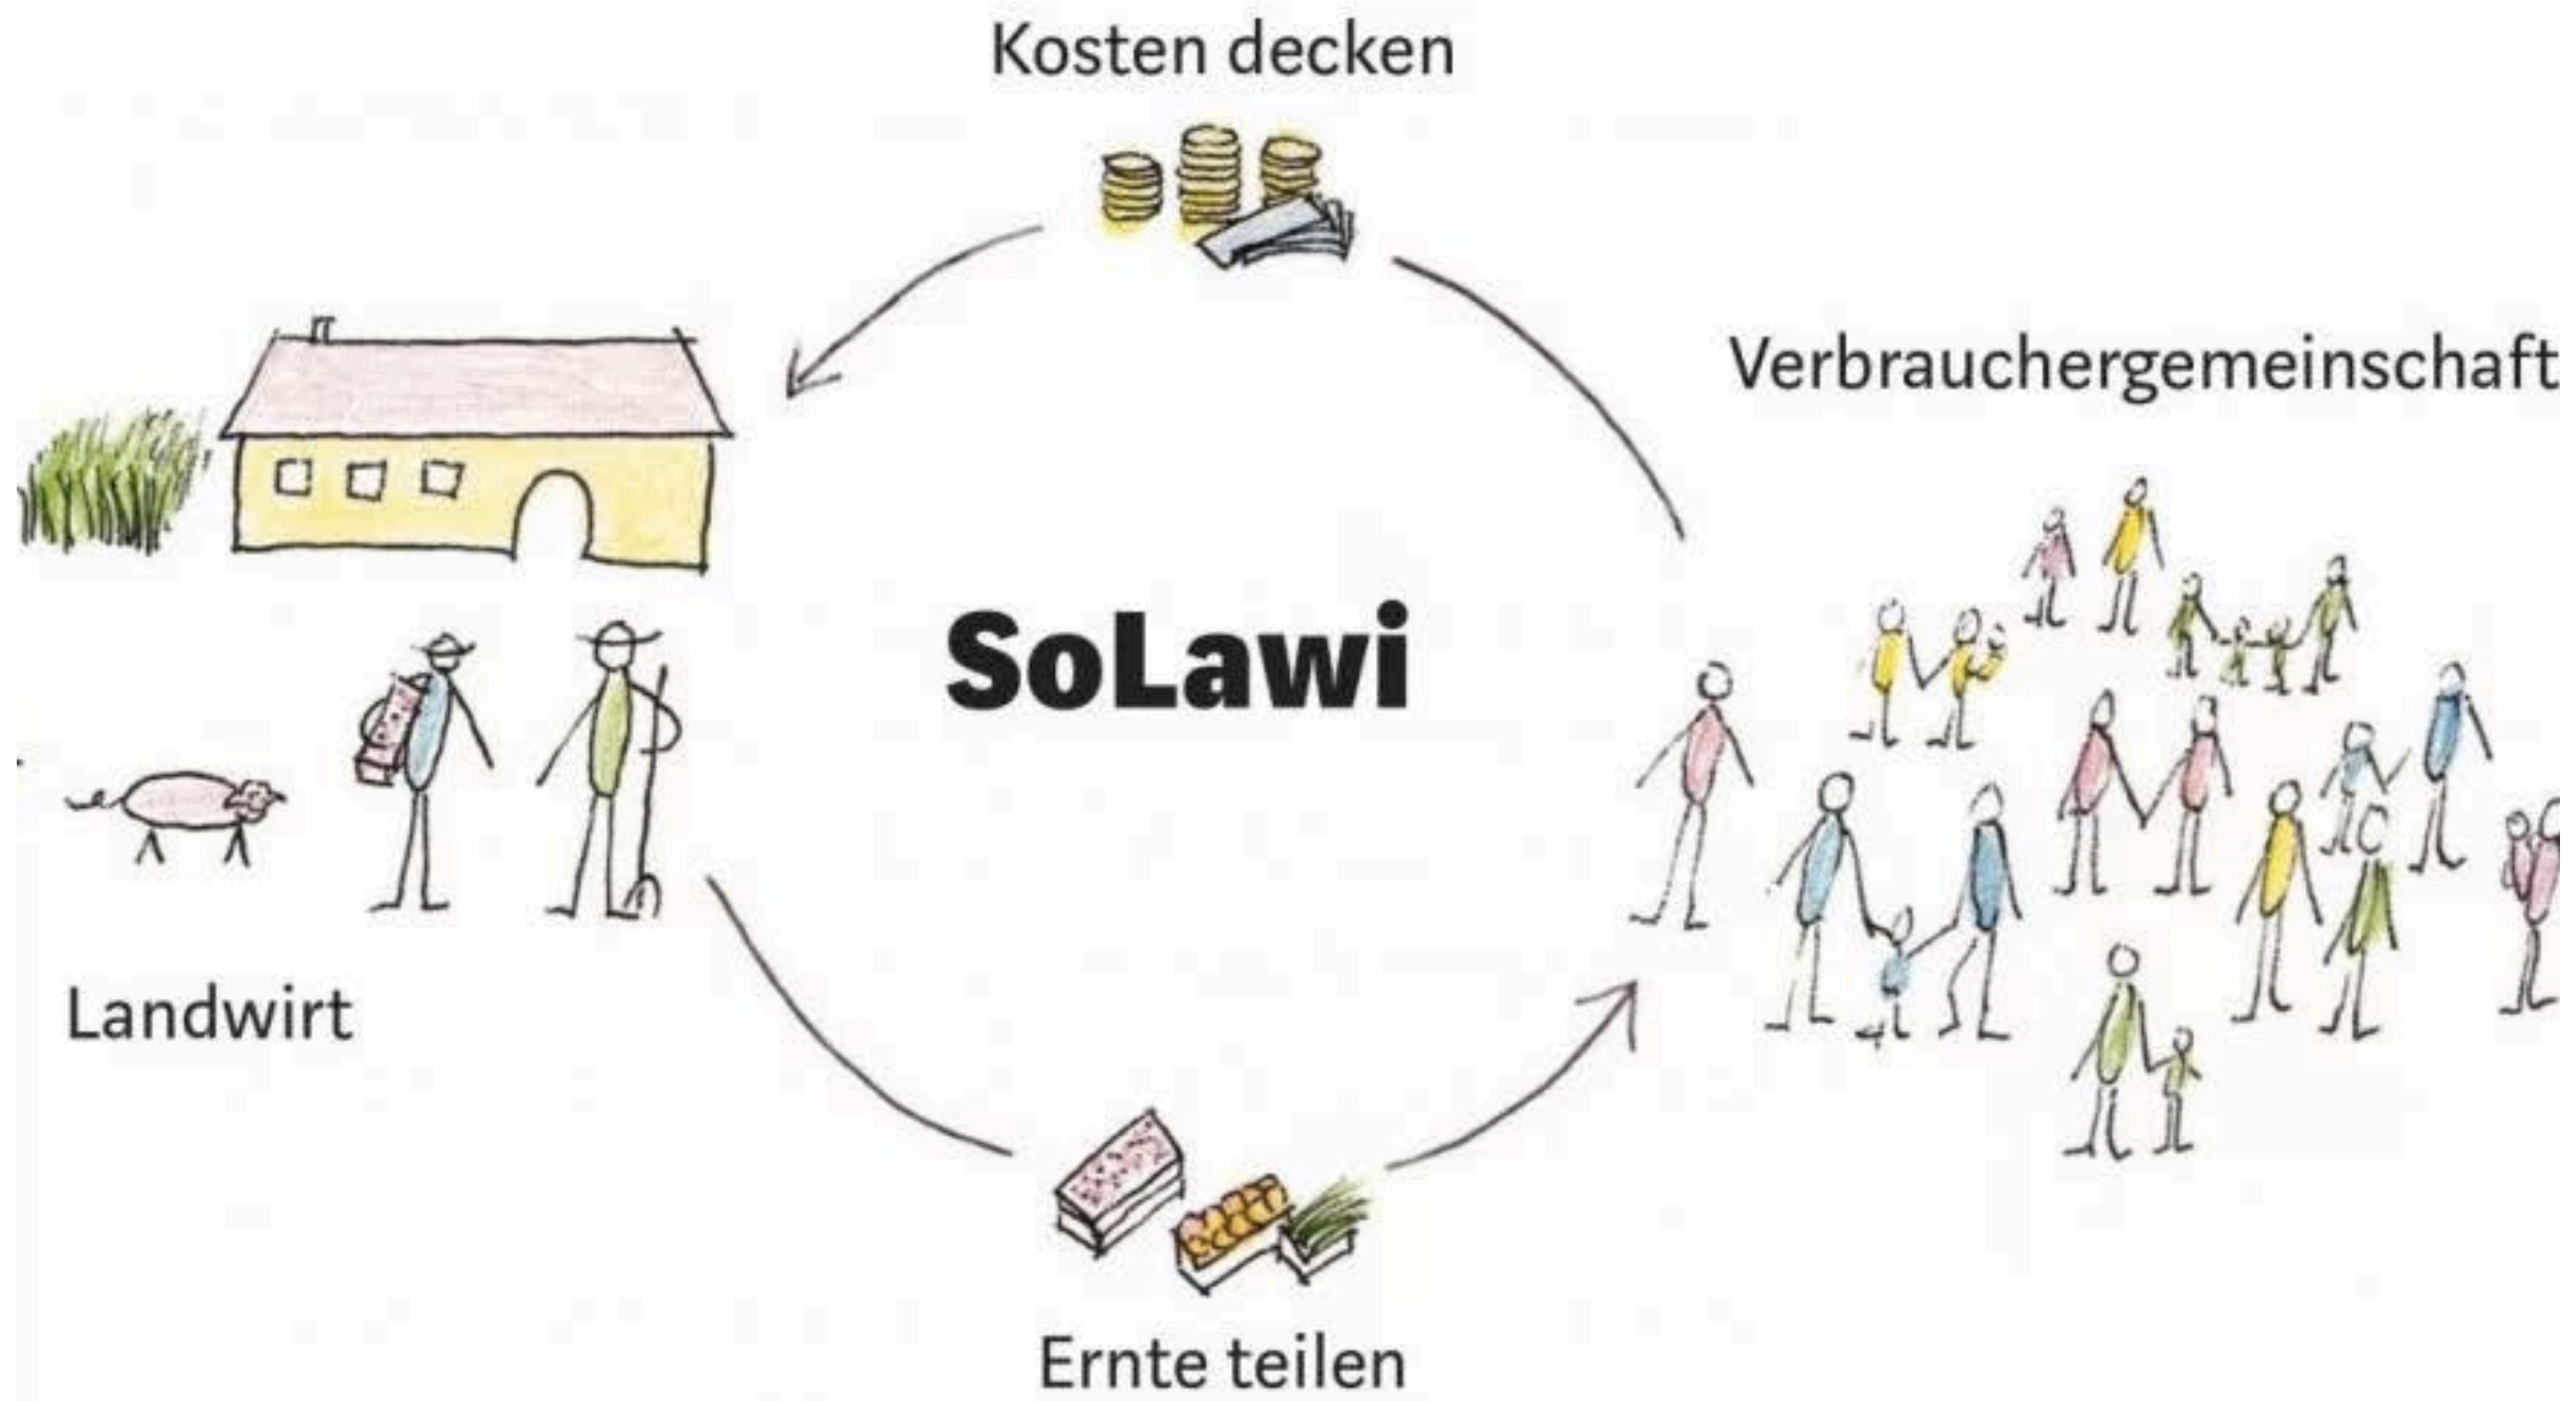 Kosten decken
Verbrauchergemeinschaft
SoLawi
Landwirt
Ernte teilen